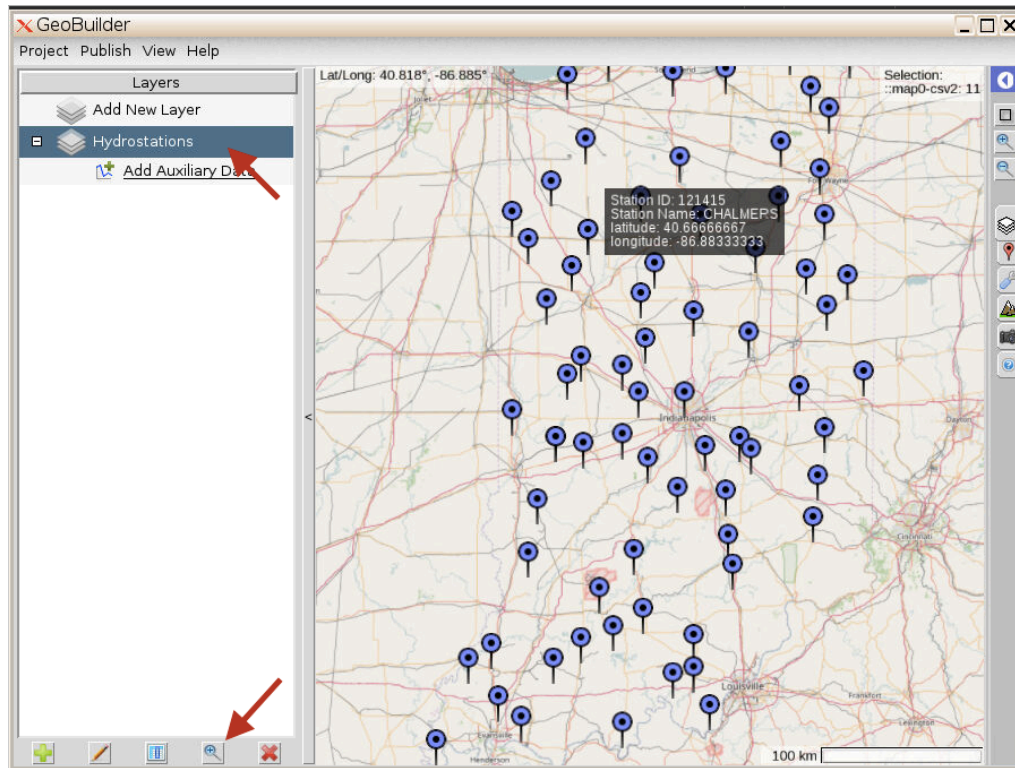 GeoBuilder
Project Publish View Help
Layers
Add New Layer
Hydrostations
Add Auxiliary Data
<
Lat/Long: 40.818°, -86.885°
Selection:
::map0-csv2: 11
Joliet
Fort Wayne
Station ID: 121415
Station Name: CHALMERS
latitude: 40.66666667
longitude: -86.88333333
Indianapolis
Dayton
Cincinnati
Louisville
Frankfort
Lexington
Evansville
Henderson
100 km